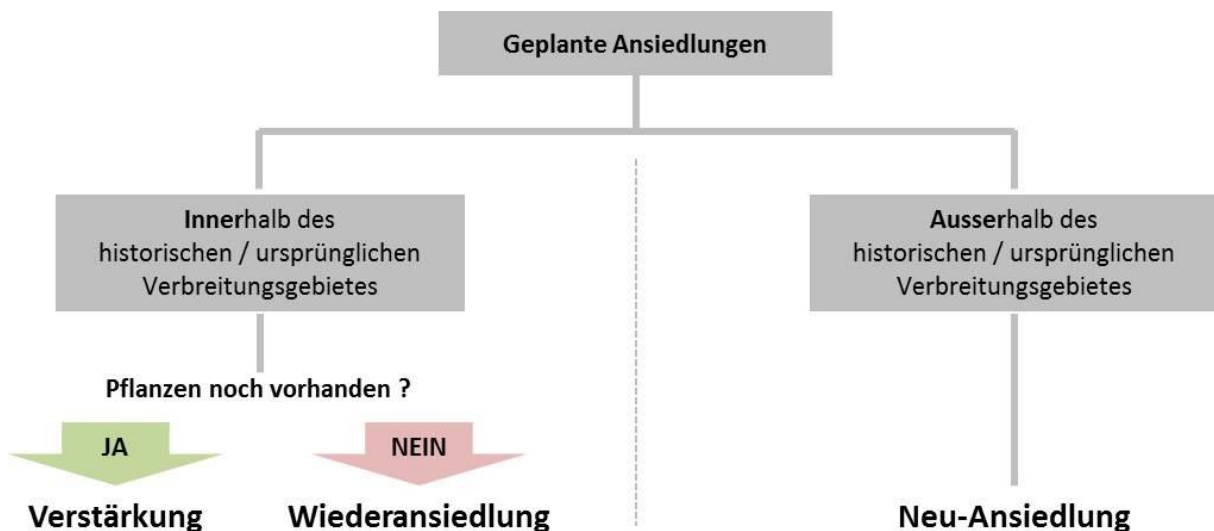 Geplante Ansiedlungen
Innerhalb des
historischen / ursprünglichen
Verbreitungsgebietes
Ausserhalb des
historischen / ursprünglichen
Verbreitungsgebietes
Pflanzen noch vorhanden ?
JA
NEIN
Verstärkung
Wiederansiedlung
Neu-Ansiedlung